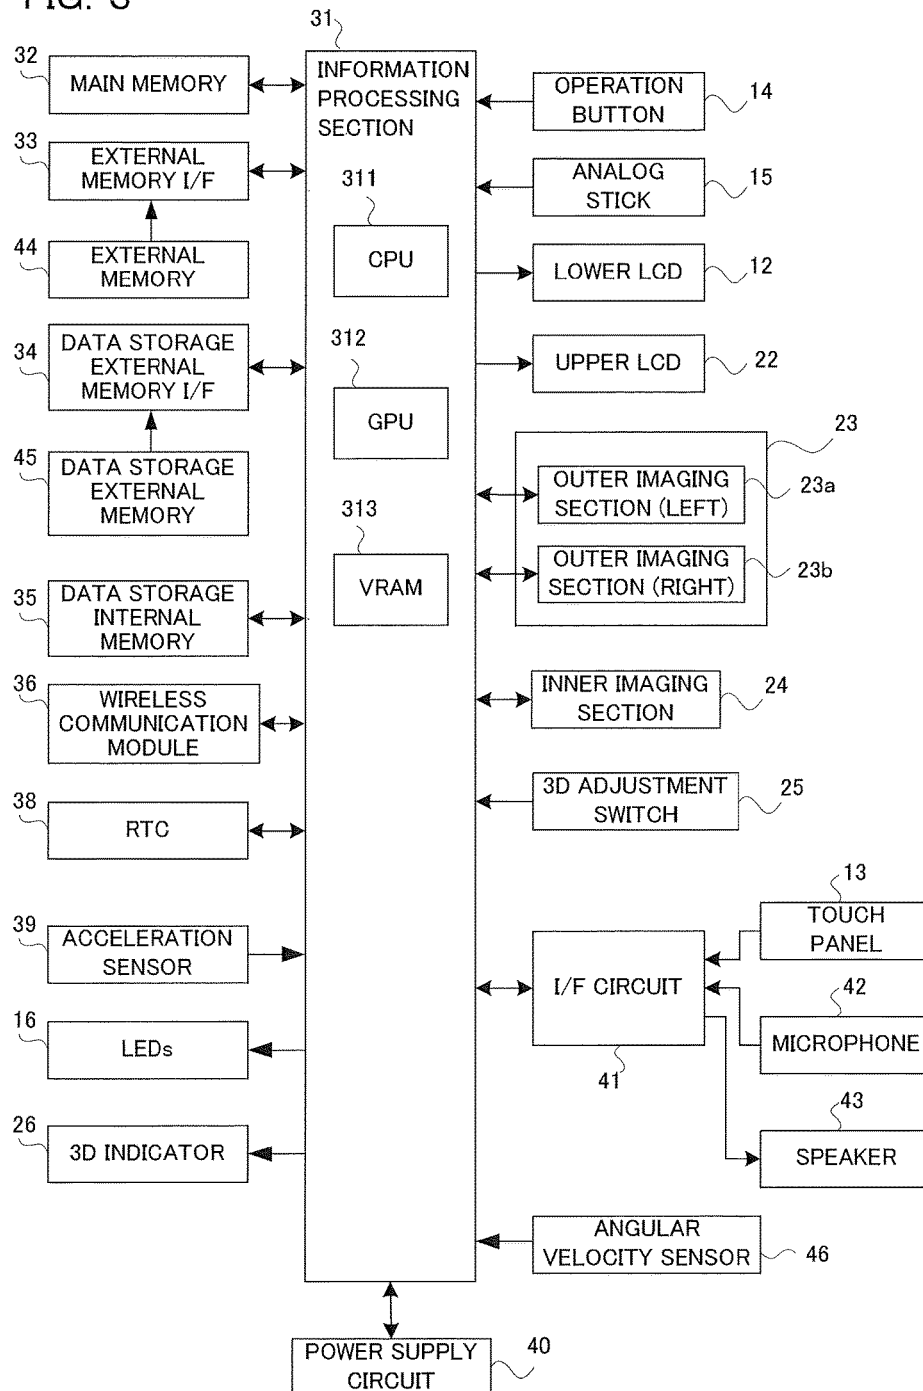 31
32
MAIN MEMORY
33
EXTERNAL
MEMORY I/F
44
EXTERNAL
MEMORY
34
DATA STORAGE
EXTERNAL
MEMORY I/F
45
DATA STORAGE
EXTERNAL
MEMORY
35
DATA STORAGE
INTERNAL
MEMORY
36
WIRELESS
COMMUNICATION
MODULE
38
RTC
39
ACCELERATION
SENSOR
16
LEDs
26
3D INDICATOR
INFORMATION
PROCESSING
SECTION
311
CPU
312
GPU
313
VRAM
OPERATION
BUTTON
14
ANALOG
STICK
15
LOWER LCD
12
UPPER LCD
22
23
OUTER IMAGING
SECTION (LEFT)
23a
OUTER IMAGING
SECTION (RIGHT)
23b
INNER IMAGING
SECTION
24
3D ADJUSTMENT
SWITCH
25
13
TOUCH
PANEL
I/F CIRCUIT
41
42
MICROPHONE
43
SPEAKER
ANGULAR
VELOCITY SENSOR
46
POWER SUPPLY
CIRCUIT
40